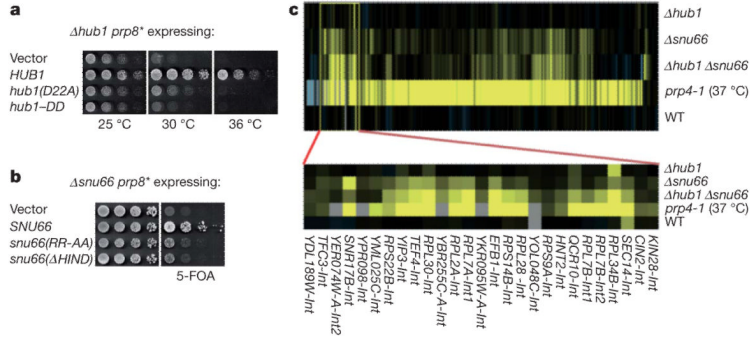 a
Δhub1 prp8* expressing:
Vector
HUB1
hub1(D22A)
hub1–DD
25 °C 30 °C 36 °C
b
Δsnu66 prp8* expressing:
Vector
SNU66
snu66(RR-AA)
snu66(ΔHIND)
5-FOA
c
Δhub1
Δsnu66
Δhub1 Δsnu66
prp4-1 (37 °C)
WT
Δhub1
Δsnu66
Δhub1 Δsnu66
prp4-1 (37 °C)
WT
YDL189W-Int
TFC3-Int
YER074W-A-Int2
SNR17B-Int
YPR098-Int
YML025C-Int
RPS22B-Int
YIP3-Int
TEF4-Int
RPL30-Int
YBR255C-A-Int
RPL2A-Int
RPL7A-Int1
YKR095W-A-Int
EFB1-Int
RPS14B-Int
RPL28 -Int
YOL048C-Int
RPS9A-Int
HNT2-Int
QCR10-Int
RPL7B-Int1
RPL7B-Int2
RPL34B-Int
SEC14-Int
CIN2-Int
KIN28-Int